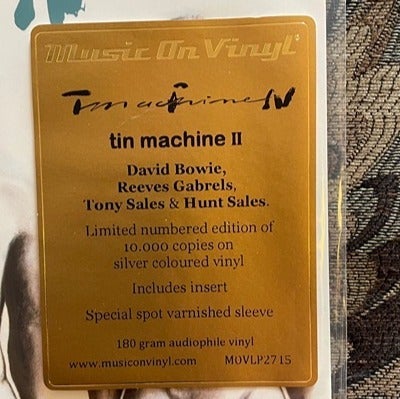 Music On Vinyl
Tin Machine II
tin machine II
David Bowie,
Reeves Gabrels,
Tony Sales & Hunt Sales.
Limited numbered edition of
10.000 copies on
silver coloured vinyl
Includes insert
Special spot varnished sleeve
180 gram audiophile vinyl
www.musiconvinyl.com MOVLP2715